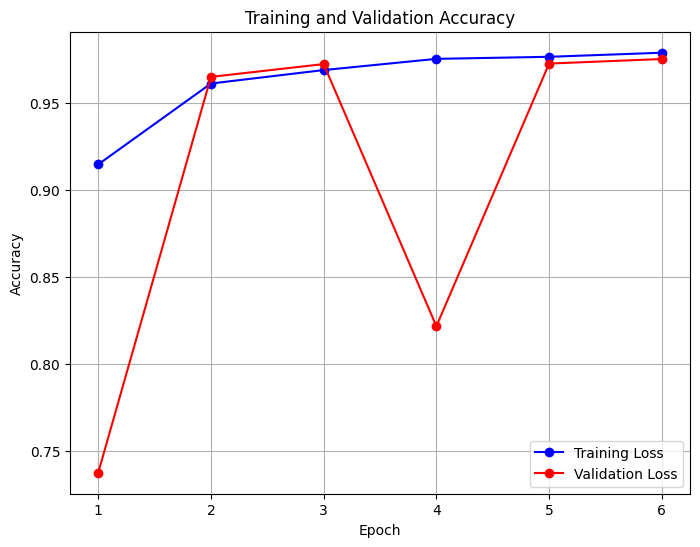 Training and Validation Accuracy
0.95
0.90
0.85
0.80
0.75
Accuracy
Training Loss
Validation Loss
1 2 3 4 5 6
Epoch